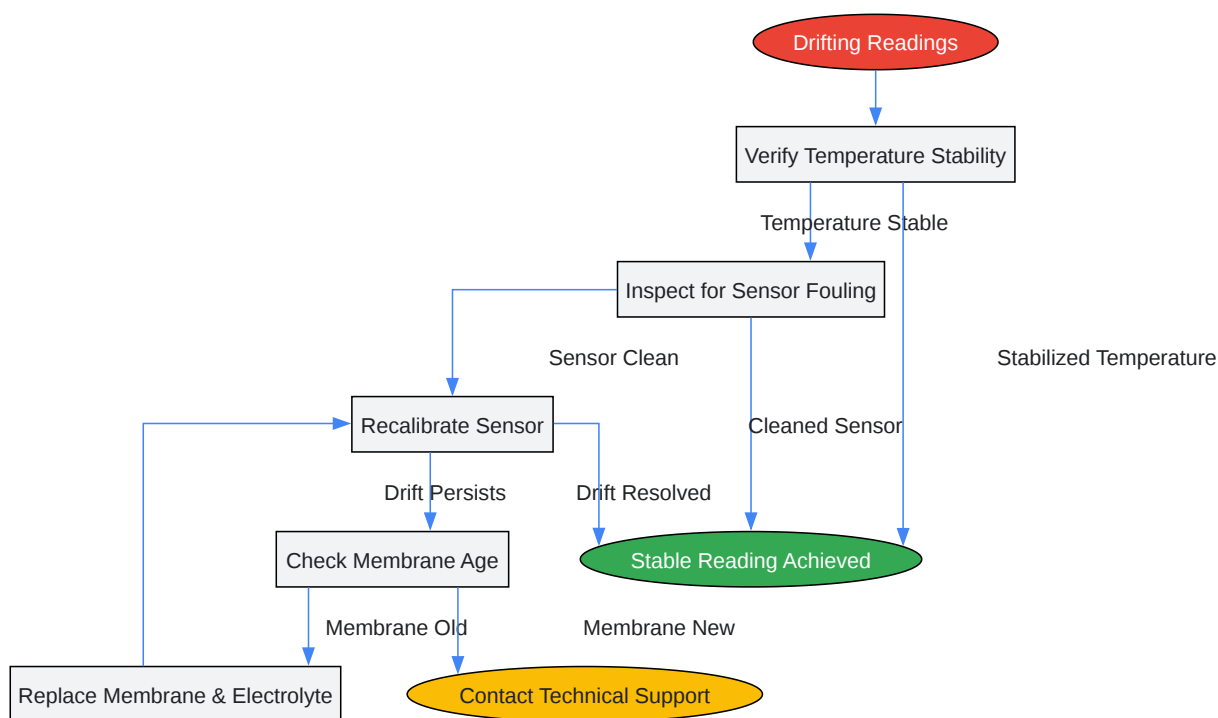 Drifting Readings
Verify Temperature Stability
Temperature Stable
Inspect for Sensor Fouling
Sensor Clean
Stabilized Temperature
Recalibrate Sensor
Cleaned Sensor
Drift Persists
Drift Resolved
Check Membrane Age
Stable Reading Achieved
Membrane Old
Membrane New
Replace Membrane & Electrolyte
Contact Technical Support